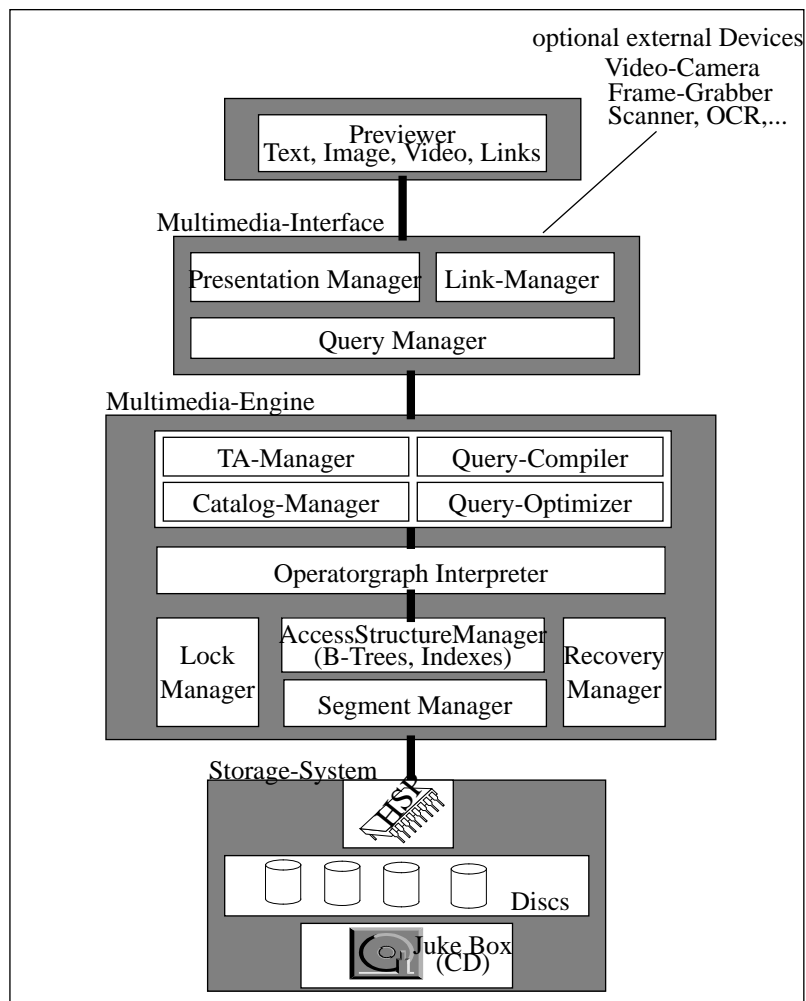 optional external Devices
Video-Camera
Frame-Grabber
Scanner, OCR,...
Previewer
Text, Image, Video, Links
Multimedia-Interface
Presentation Manager
Link-Manager
Query Manager
Multimedia-Engine
TA-Manager
Query-Compiler
Catalog-Manager
Query-Optimizer
Operatorgraph Interpreter
Lock
Manager
AccessStructureManager
(B-Trees, Indexes)
Recovery
Manager
Segment Manager
Storage-System
HSP
Discs
Juke Box
(CD)